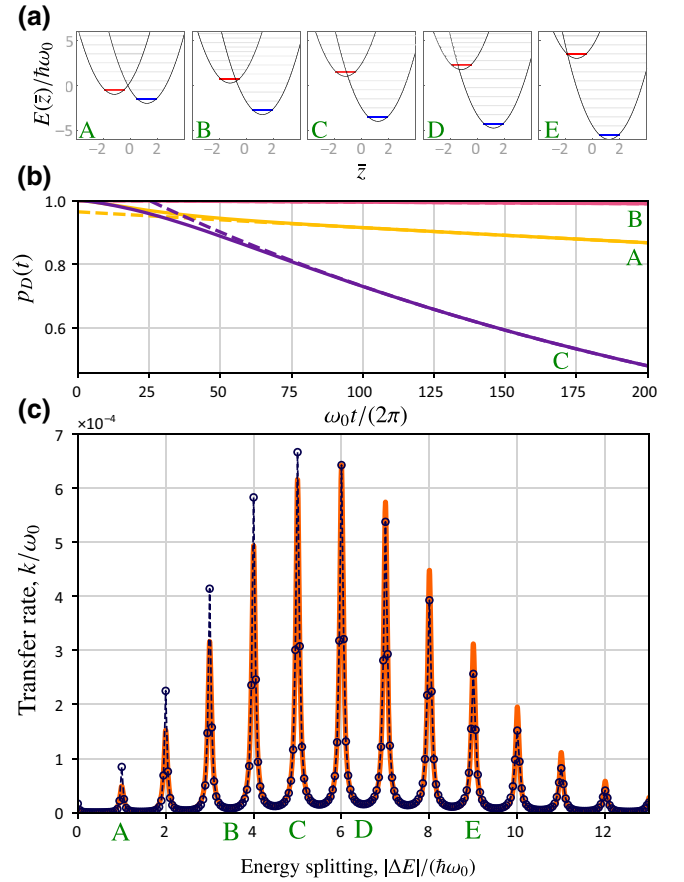 (a)
E(z̄)/ħω₀
5
0
−5
A
B
C
D
E
−2 0 2
−2 0 2
−2 0 2
−2 0 2
−2 0 2
z̄
(b)
p_D(t)
1.0
0.8
0.6
B
A
C
0 25 50 75 100 125 150 175 200
ω₀t/(2π)
(c)
×10⁻⁴
Transfer rate, k/ω₀
7
6
5
4
3
2
1
0
0 2 4 6 8 10 12
A B C D E
Energy splitting, |ΔE|/(ħω₀)